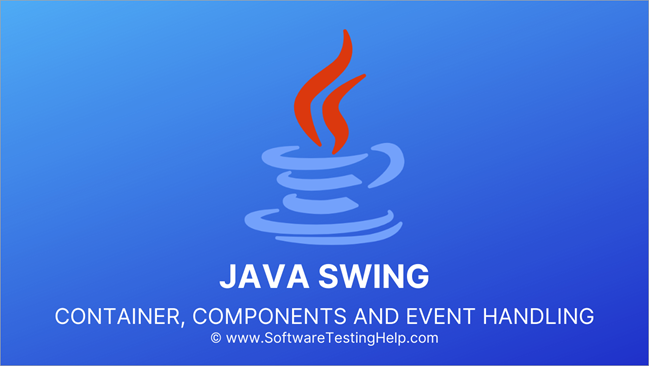 JAVA SWING
CONTAINER, COMPONENTS AND EVENT HANDLING
© www.SoftwareTestingHelp.com